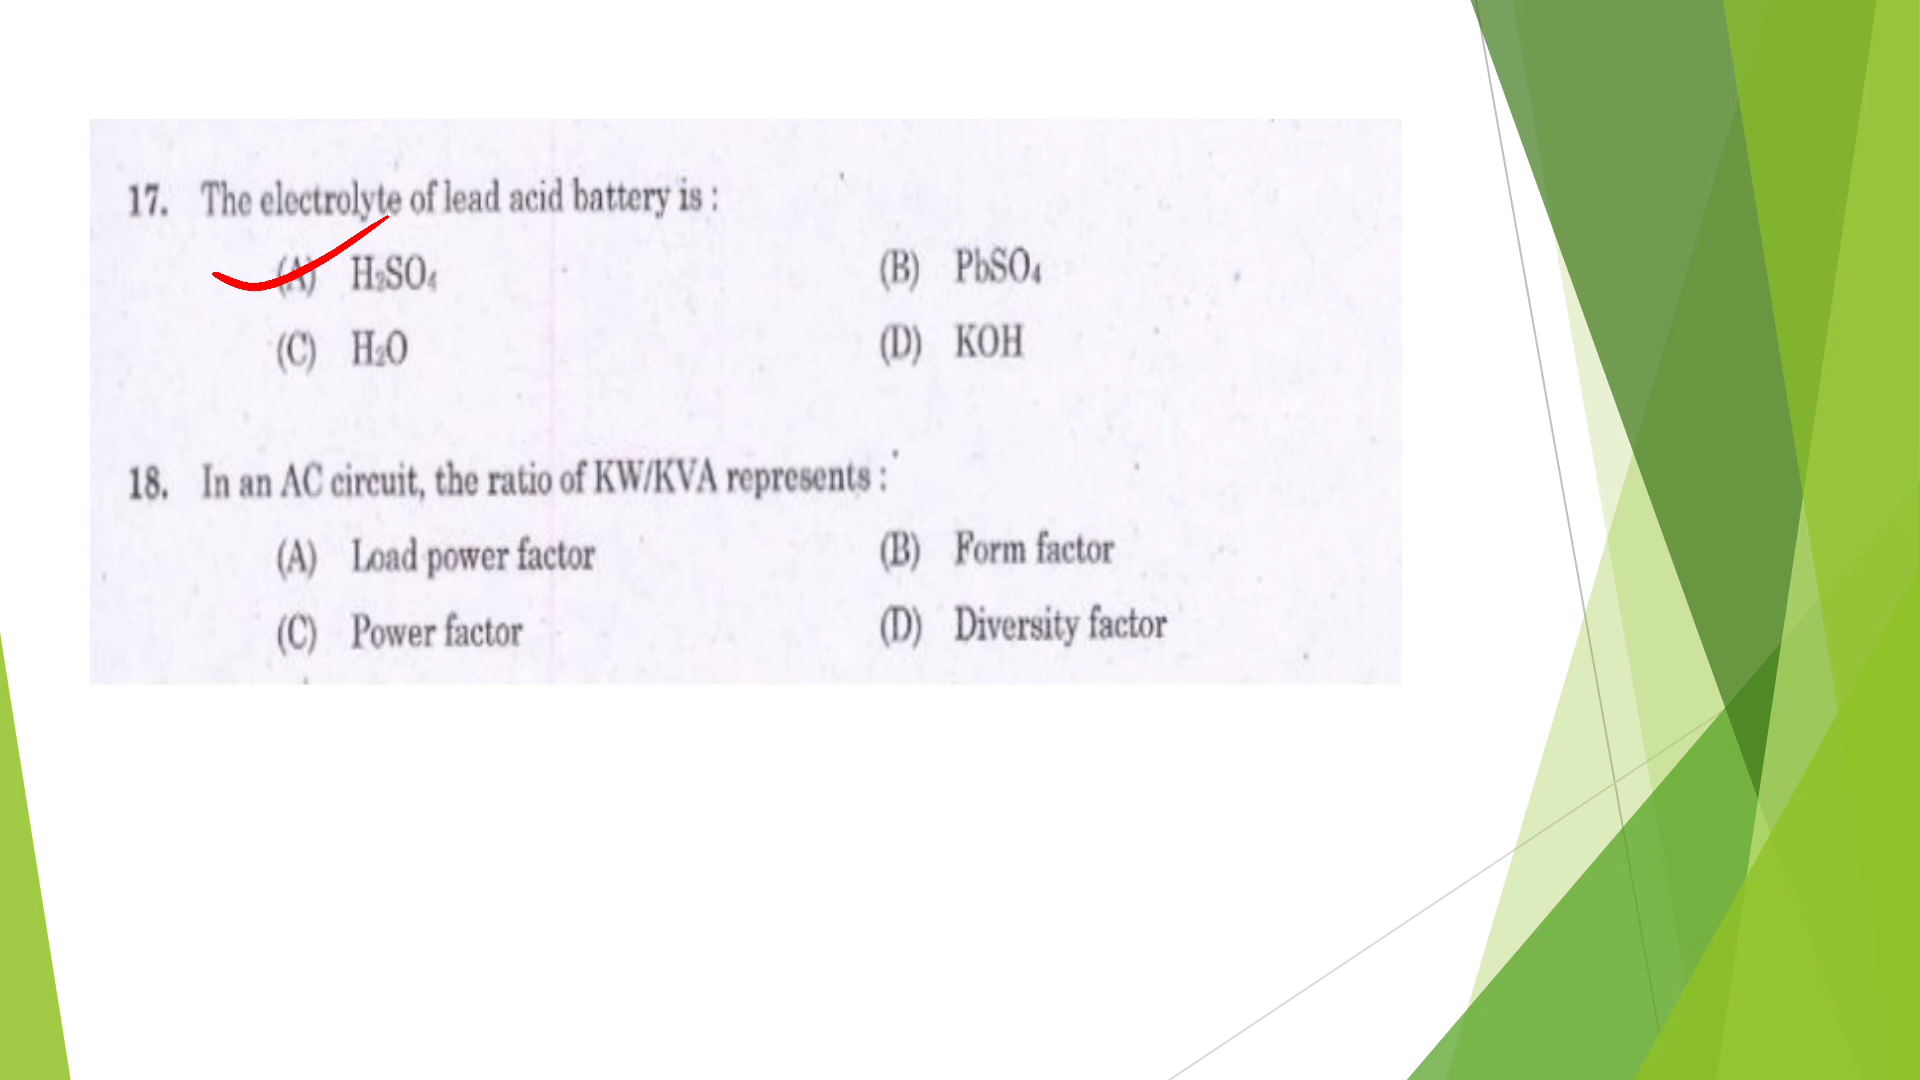 17. The electrolyte of lead acid battery is :
(A) H₂SO₄ (B) PbSO₄
(C) H₂O (D) KOH
18. In an AC circuit, the ratio of KW/KVA represents :
(A) Load power factor (B) Form factor
(C) Power factor (D) Diversity factor